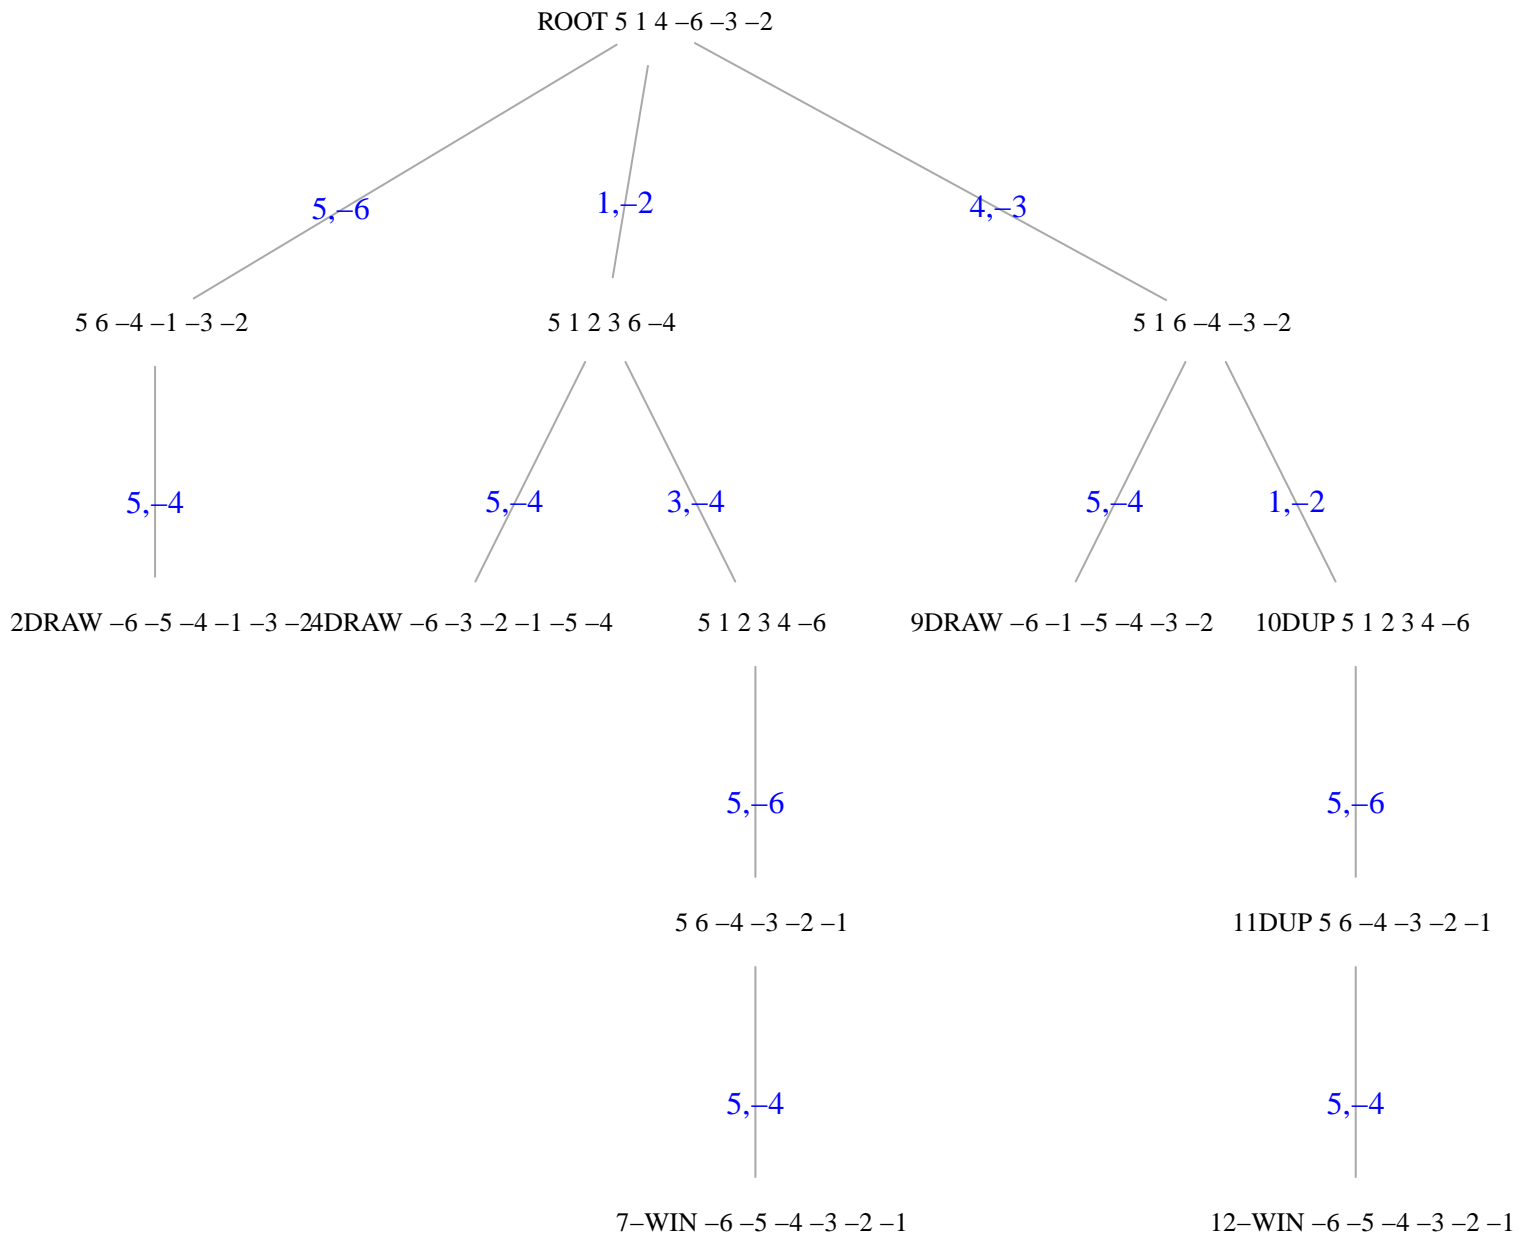 ROOT 5 1 4 –6 –3 –2
5,–6
1,–2
4,–3
5 6 –4 –1 –3 –2
5 1 2 3 6 –4
5 1 6 –4 –3 –2
5,–4
5,–4
3,–4
5,–4
1,–2
2DRAW –6 –5 –4 –1 –3 –2
4DRAW –6 –3 –2 –1 –5 –4
5 1 2 3 4 –6
9DRAW –6 –1 –5 –4 –3 –2
10DUP 5 1 2 3 4 –6
5,–6
5,–6
5 6 –4 –3 –2 –1
11DUP 5 6 –4 –3 –2 –1
5,–4
5,–4
7–WIN –6 –5 –4 –3 –2 –1
12–WIN –6 –5 –4 –3 –2 –1